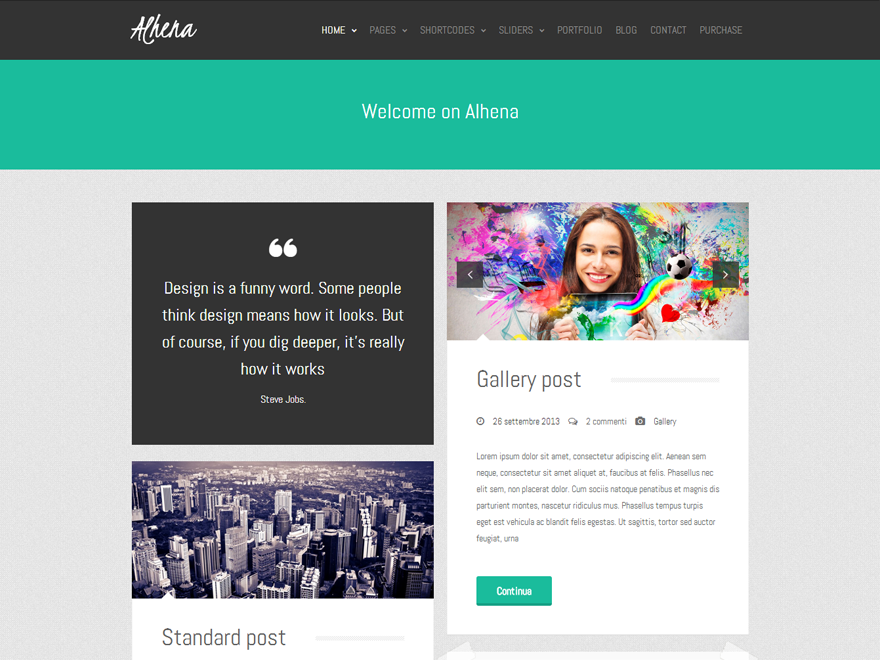 Alhena
HOME PAGES SHORTCODES SLIDERS PORTFOLIO BLOG CONTACT PURCHASE
Welcome on Alhena
Design is a funny word. Some people
think design means how it looks. But
of course, if you dig deeper, it's really
how it works
Steve Jobs.
Standard post
Gallery post
26 settembre 2013 2 commenti Gallery
Lorem ipsum dolor sit amet, consectetur adipiscing elit. Aenean sem
neque, consectetur sit amet aliquet at, faucibus at felis. Phasellus nec
elit sem, non placerat dolor. Cum sociis natoque penatibus et magnis dis
parturient montes, nascetur ridiculus mus. Phasellus tempus turpis
eget est vehicula ac blandit felis egestas. Ut sagittis, tortor sed auctor
feugiat, urna
Continua